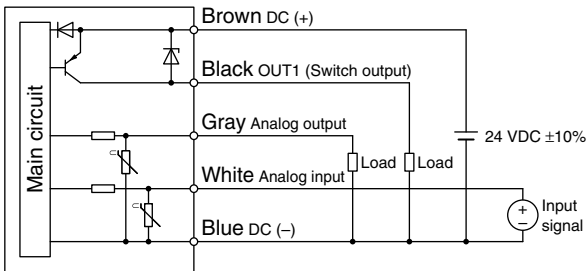 Brown DC (+)
Black OUT1 (Switch output)
Gray Analog output
White Analog input
Blue DC (–)
Main circuit
Load
Load
24 VDC ±10%
+
–
Input
signal